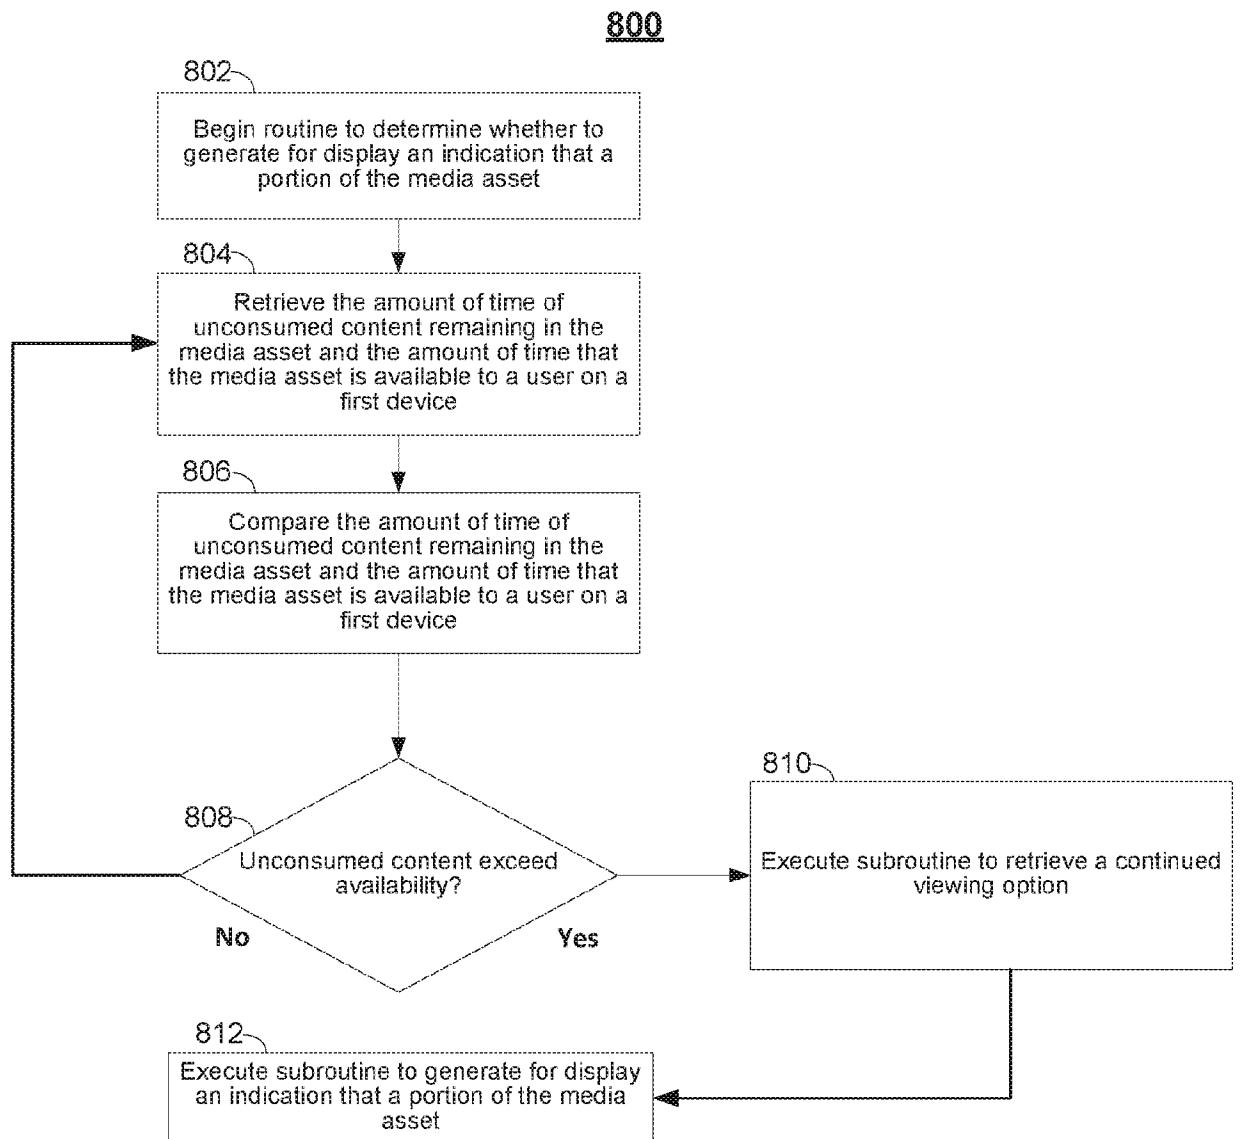 800
802
Begin routine to determine whether to
generate for display an indication that a
portion of the media asset
804
Retrieve the amount of time of
unconsumed content remaining in the
media asset and the amount of time that
the media asset is available to a user on a
first device
806
Compare the amount of time of
unconsumed content remaining in the
media asset and the amount of time that
the media asset is available to a user on a
first device
808
Unconsumed content exceed
availability?
No
Yes
810
Execute subroutine to retrieve a continued
viewing option
812
Execute subroutine to generate for display
an indication that a portion of the media
asset